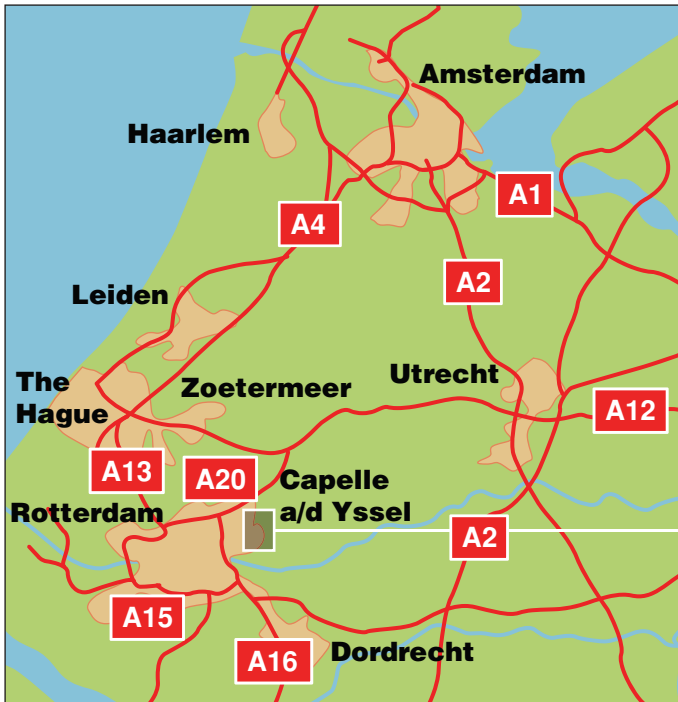 Amsterdam
Haarlem
A1
A4
A2
Leiden
Utrecht
The
Hague
Zoetermeer
A12
A13
A20
Capelle
a/d Yssel
Rotterdam
A2
A15
A16
Dordrecht